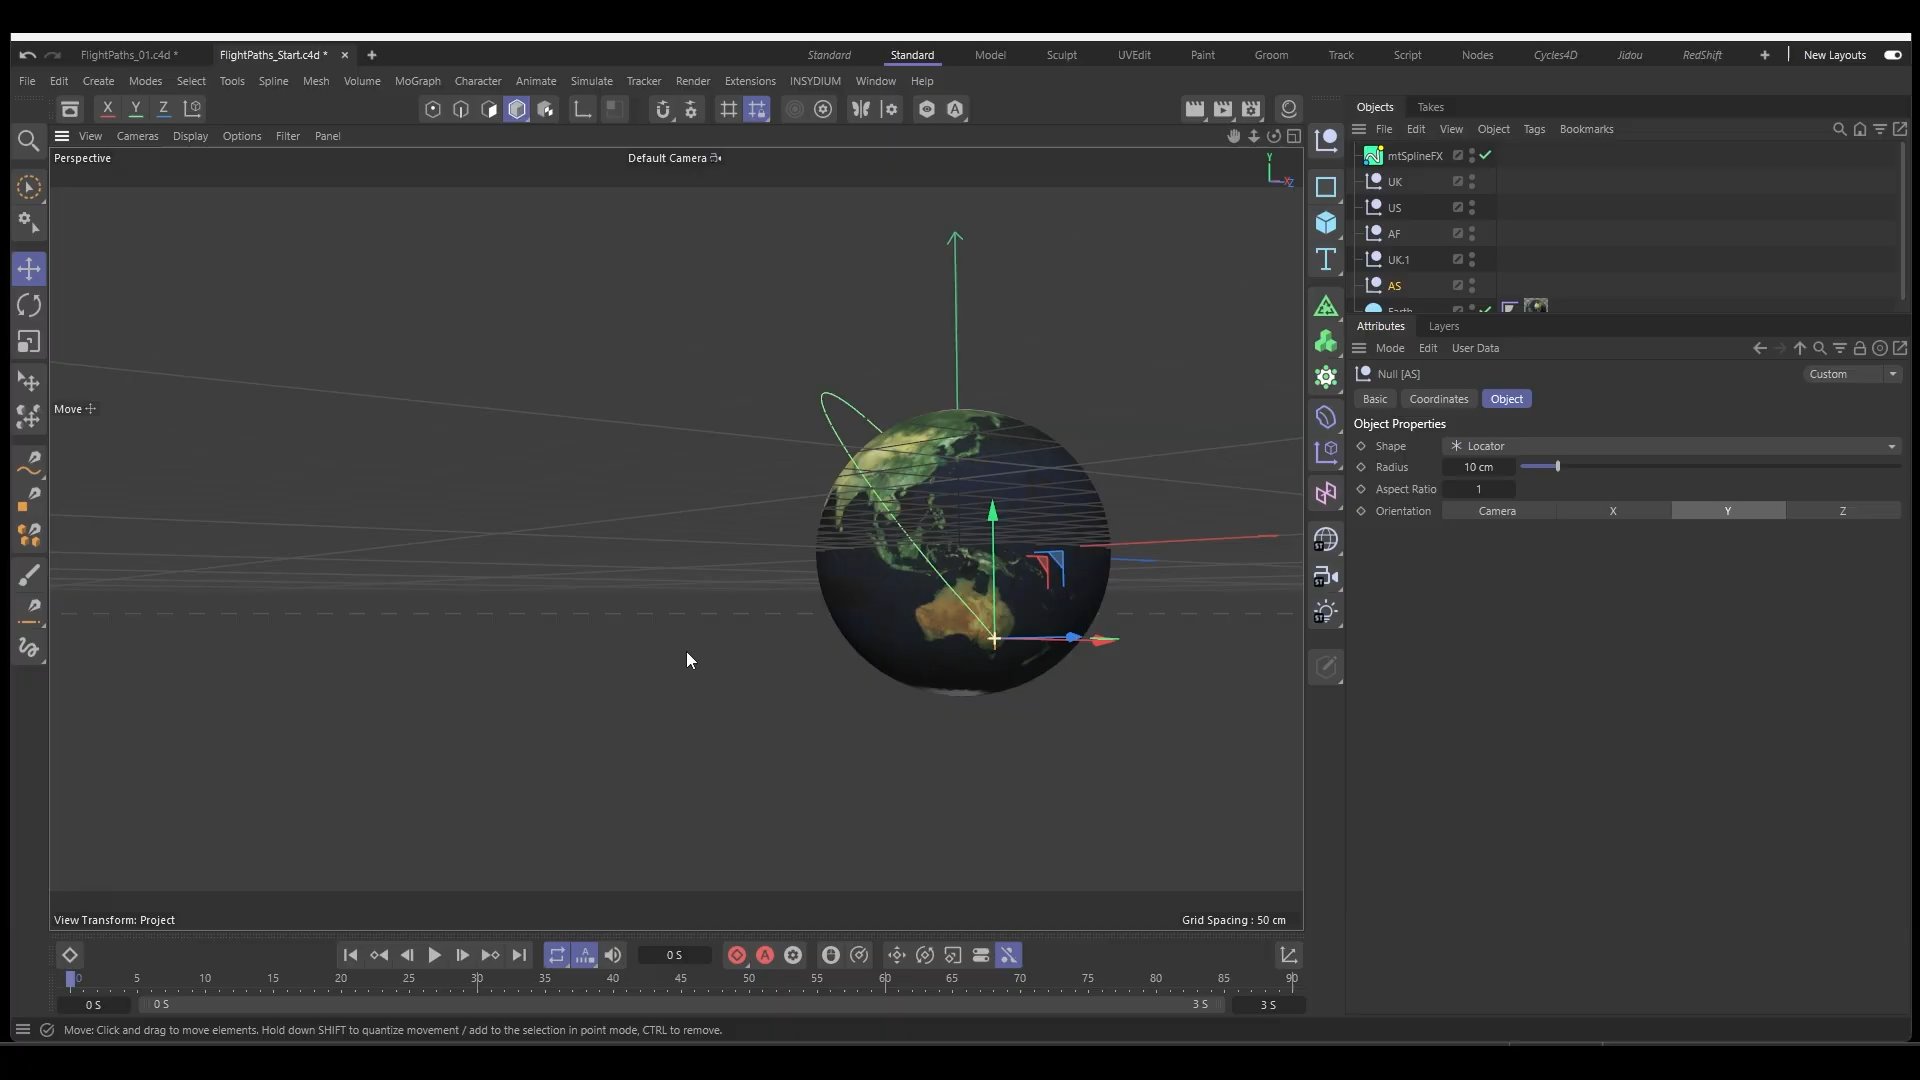 FlightPaths_01.c4d *
FlightPaths_Start.c4d *
Standard
Standard
Model
Sculpt
UVEdit
Paint
Groom
Track
Script
Nodes
Cycles4D
Jidou
RedShift
New Layouts
File Edit Create Modes Select Tools Spline Mesh Volume MoGraph Character Animate Simulate Tracker Render Extensions INSYDIUM Window Help
X Y Z
Objects Takes
View Cameras Display Options Filter Panel
File Edit View Object Tags Bookmarks
Perspective
Default Camera
Y
X
Z
mtSplineFX
UK
US
AF
UK.1
AS
Earth
Attributes Layers
Mode Edit User Data
Null [AS]
Custom
Basic Coordinates Object
Object Properties
Shape Locator
Radius 10 cm
Aspect Ratio 1
Orientation Camera X Y Z
Move
ST
ST
ST
View Transform: Project
Grid Spacing : 50 cm
A
0 S
A
0 5 10 15 20 25 30 35 40 45 50 55 60 65 70 75 80 85 90
0 S
0 S
3 S
3 S
Move: Click and drag to move elements. Hold down SHIFT to quantize movement / add to the selection in point mode, CTRL to remove.